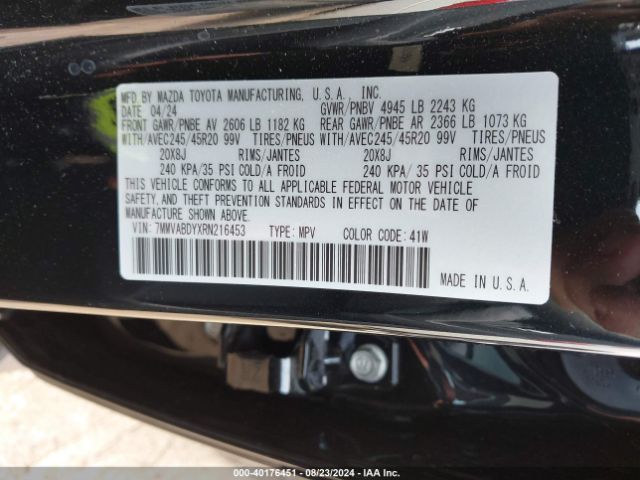 MFD.BY MAZDA TOYOTA MANUFACTURING, U.S.A., INC.
04/24 GVWR/PNBV 4945 LB 2243 KG
FRONT GAWR/PNBE AV 2606 LB 1182 KG REAR GAWR/PNBE AR 2366 LB 1073 KG
WITH/AVEC245/45R20 99V TIRES/PNEUS WITH/AVEC245/45R20 99V TIRES/PNEUS
20X8J RIMS/JANTES 20X8J RIMS/JANTES
240 KPA/35 PSI COLD/A FROID 240 KPA/ 35 PSI COLD/A FROID
THIS VEHICLE CONFORMS TO ALL APPLICABLE FEDERAL MOTOR VEHICLE
SAFETY, AND THEFT PREVENTION STANDARDS IN EFFECT ON THE DATE OF
MANUFACTURE SHOWN ABOVE.
VIN: 7MMVABDYXRN216453 TYPE: MPV COLOR CODE: 41W
MADE IN U.S.A.
000-40176451 - 08/23/2024 - IAA Inc.